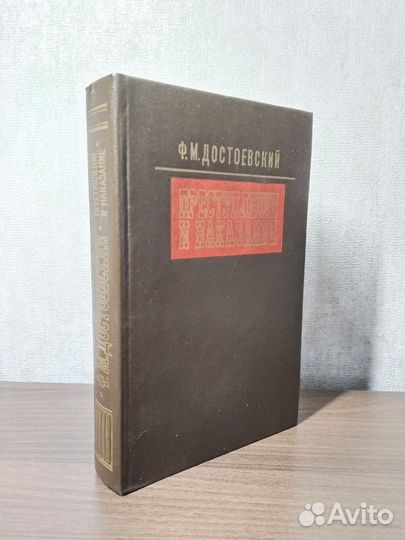 Ф.М. ДОСТОЕВСКИЙ
ПРЕСТУПЛЕНИЕ
И НАКАЗАНИЕ
Ф.М. ДОСТОЕВСКИЙ • ПРЕСТУПЛЕНИЕ
И НАКАЗАНИЕ
Avito